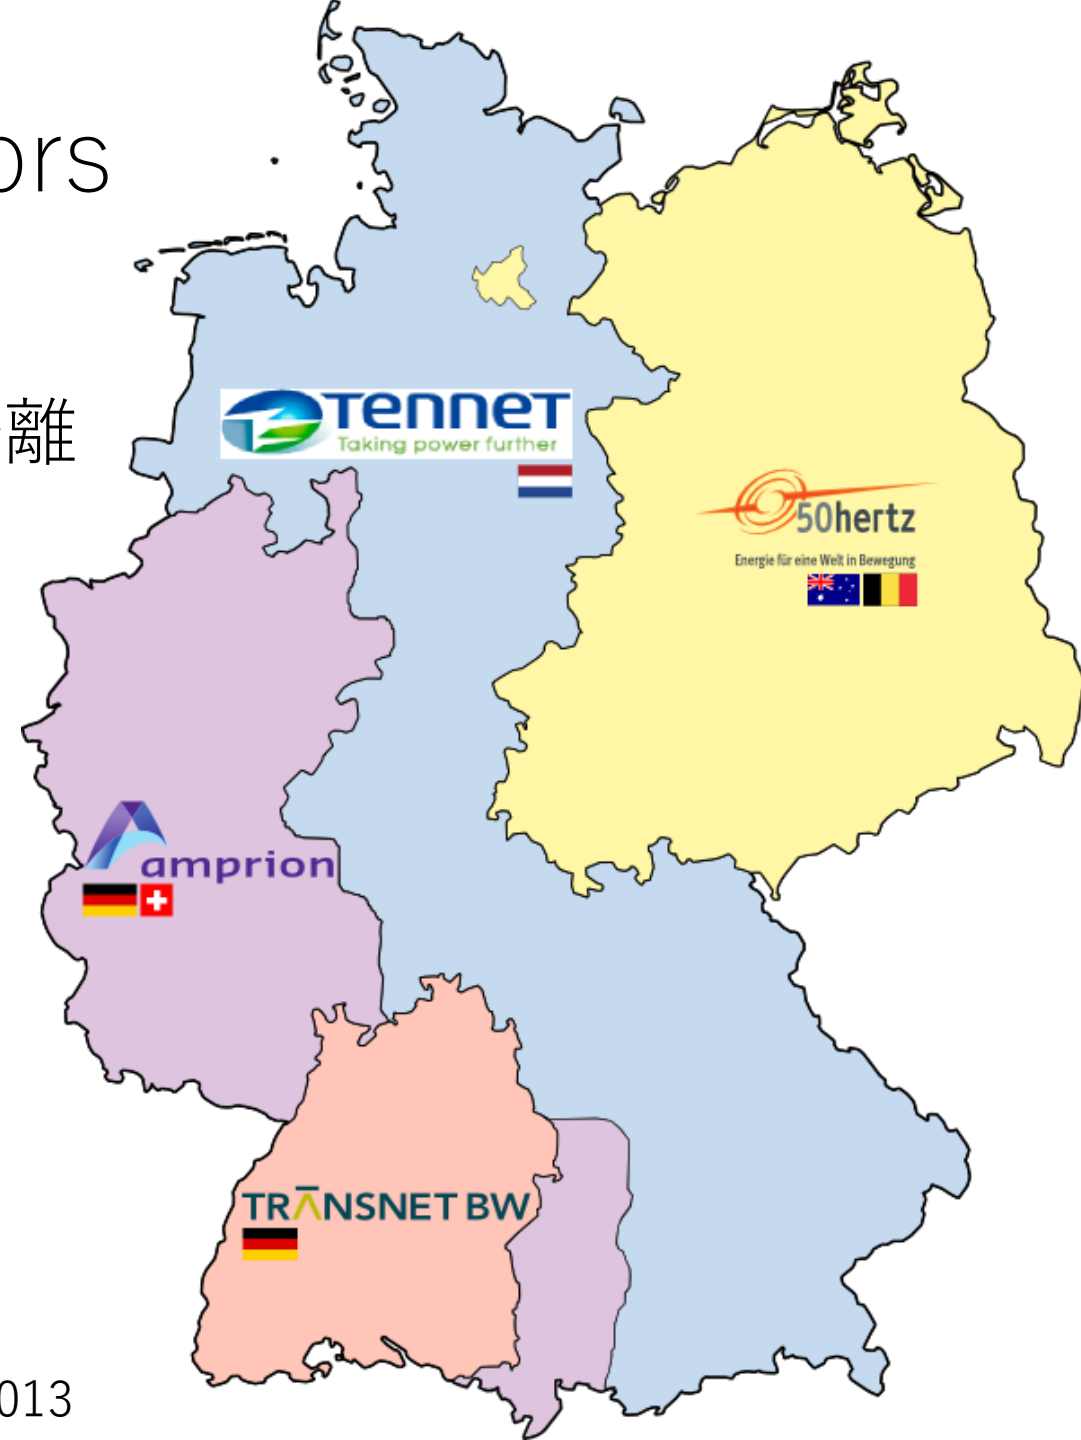 ors
離
TenneT
Taking power further
50hertz
Energie für eine Welt in Bewegung
amprion
TRANSNET BW
013